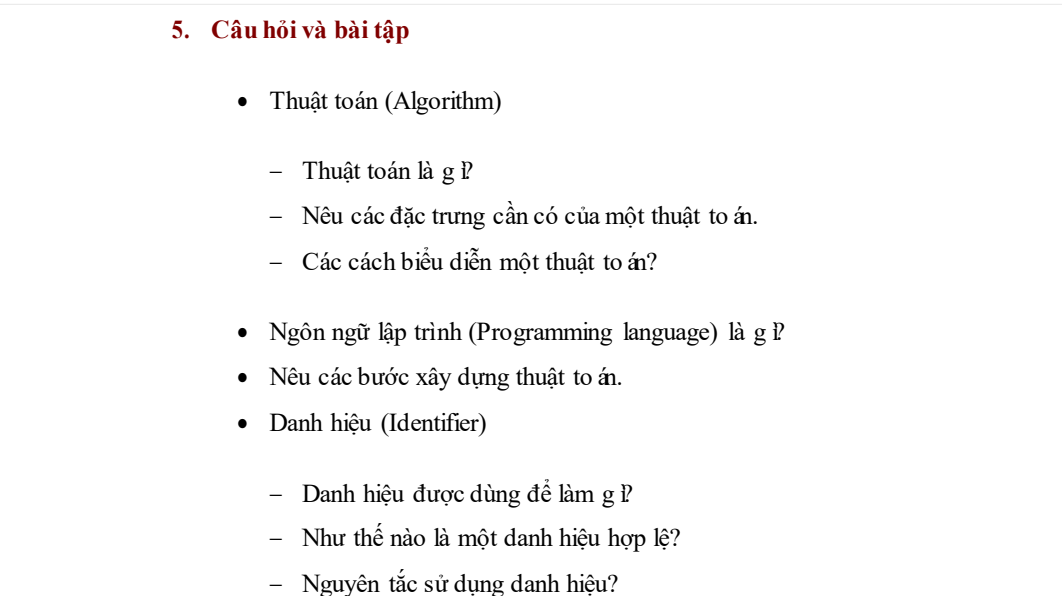 5. Câu hỏi và bài tập
• Thuật toán (Algorithm)
– Thuật toán là gì?
– Nêu các đặc trưng cần có của một thuật toán.
– Các cách biểu diễn một thuật toán?
• Ngôn ngữ lập trình (Programming language) là gì?
• Nêu các bước xây dựng thuật toán.
• Danh hiệu (Identifier)
– Danh hiệu được dùng để làm gì?
– Như thế nào là một danh hiệu hợp lệ?
– Nguyên tắc sử dụng danh hiệu?